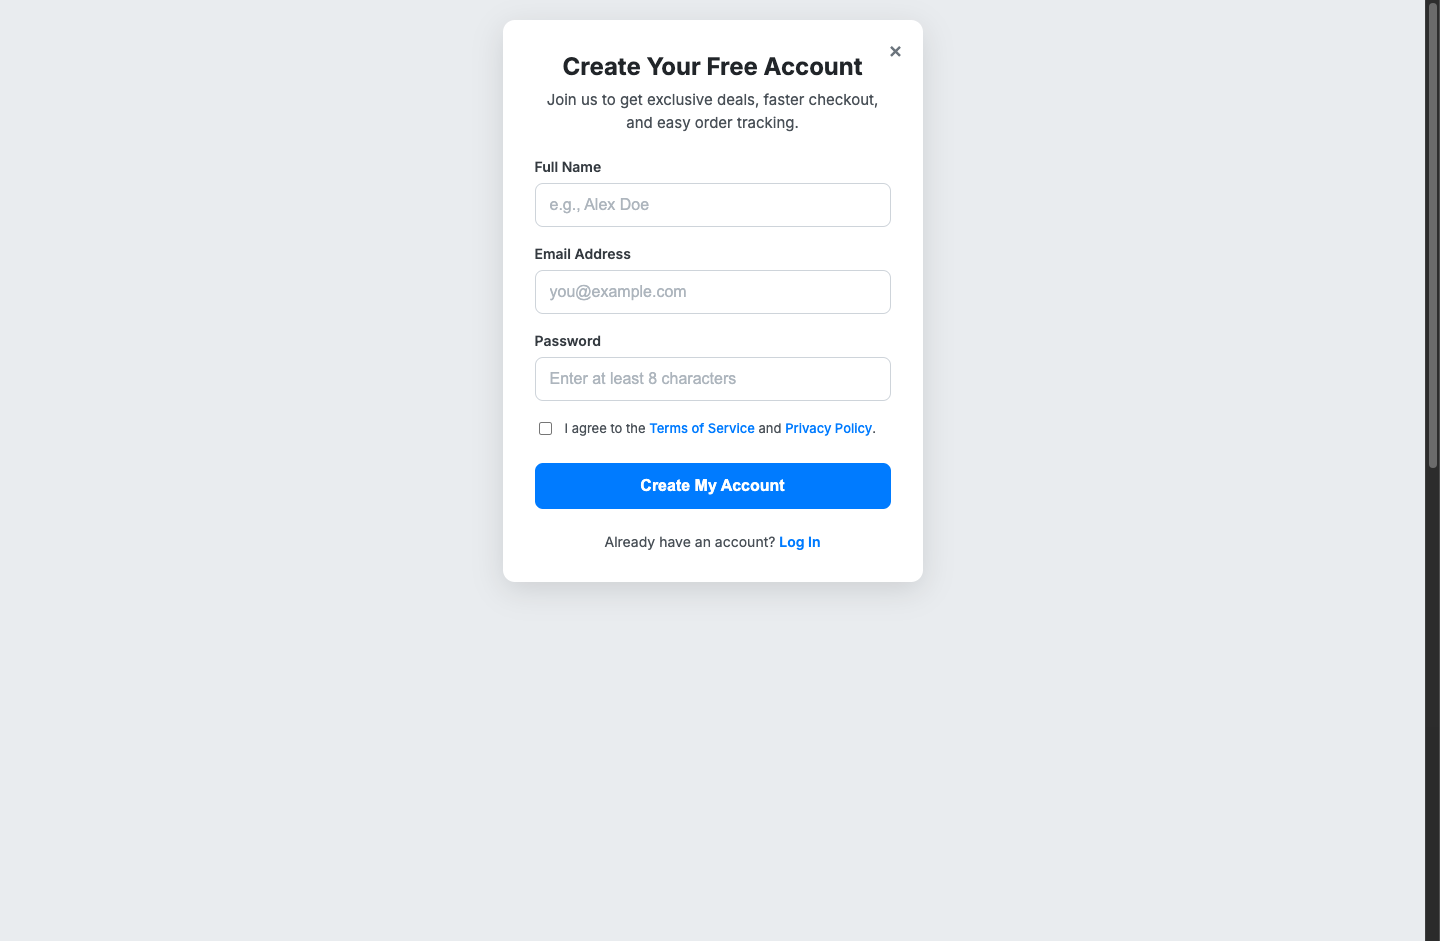 Create Your Free Account
×
Join us to get exclusive deals, faster checkout,
and easy order tracking.
Full Name
e.g., Alex Doe
Email Address
you@example.com
Password
Enter at least 8 characters
I agree to the Terms of Service and Privacy Policy.
Create My Account
Already have an account? Log In